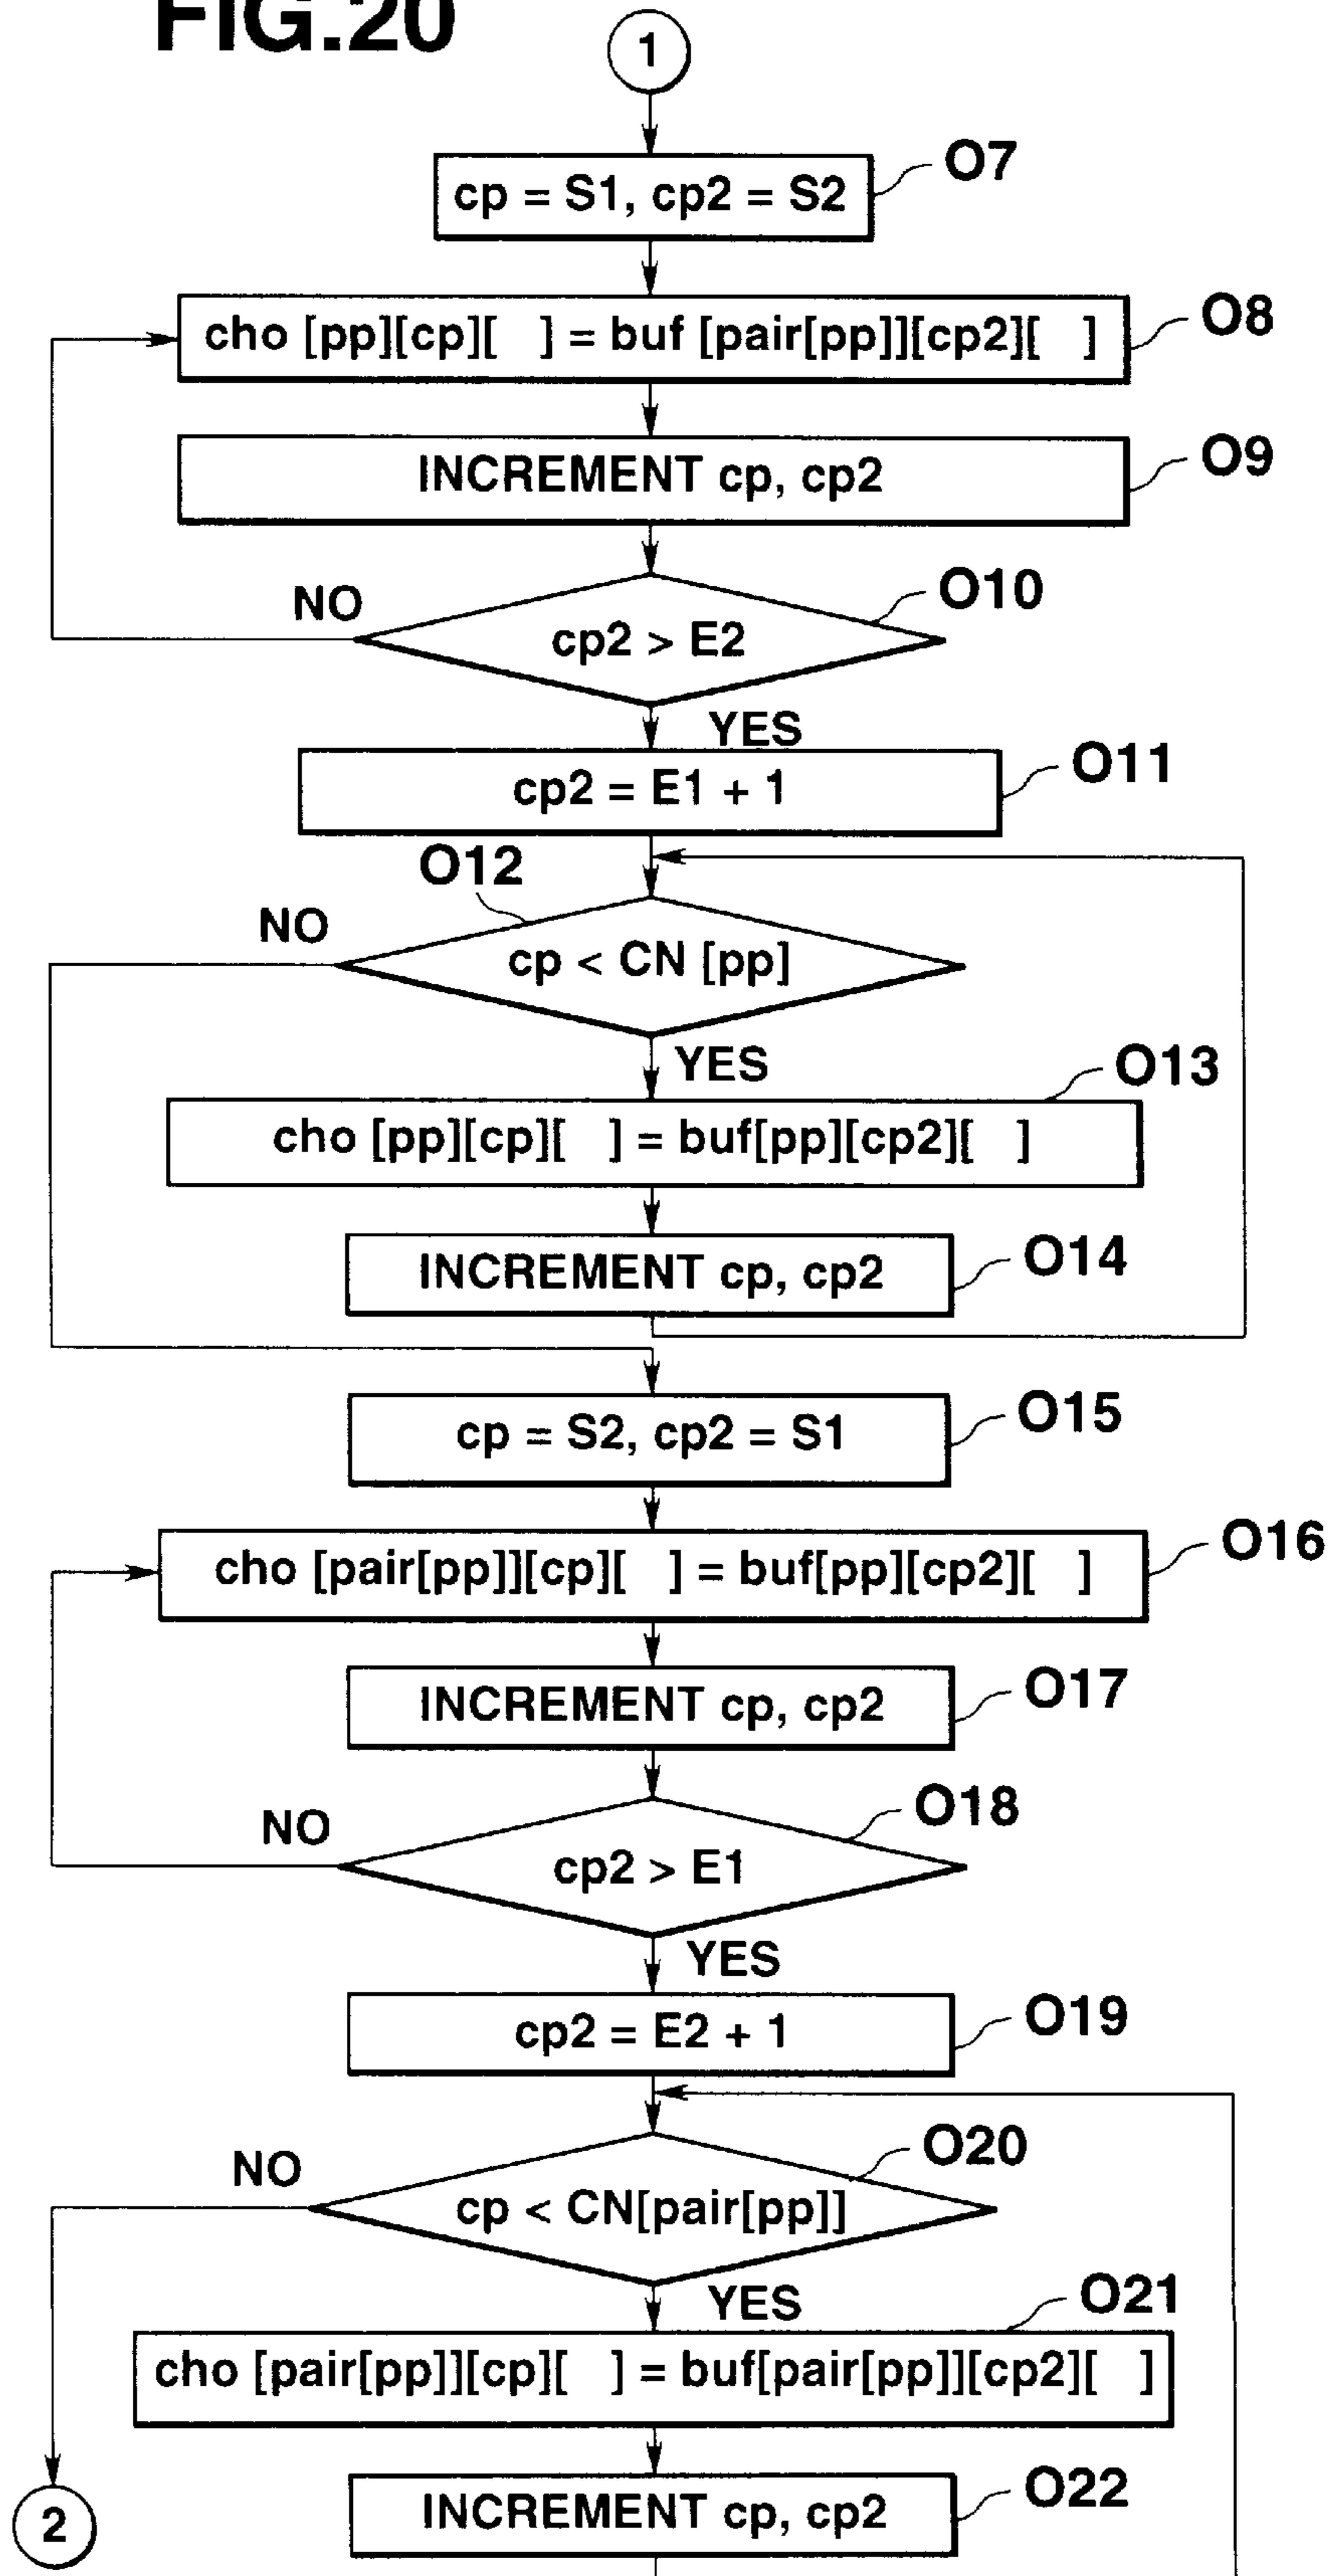 FIG.20
1
cp = S1, cp2 = S2
O7
cho [pp][cp][ ] = buf [pair[pp]][cp2][ ]
O8
INCREMENT cp, cp2
O9
NO
cp2 > E2
O10
YES
cp2 = E1 + 1
O11
O12
NO
cp < CN [pp]
YES
O13
cho [pp][cp][ ] = buf[pp][cp2][ ]
INCREMENT cp, cp2
O14
cp = S2, cp2 = S1
O15
cho [pair[pp]][cp][ ] = buf[pp][cp2][ ]
O16
INCREMENT cp, cp2
O17
NO
cp2 > E1
O18
YES
cp2 = E2 + 1
O19
NO
cp < CN[pair[pp]]
O20
YES
O21
cho [pair[pp]][cp][ ] = buf[pair[pp]][cp2][ ]
INCREMENT cp, cp2
O22
2